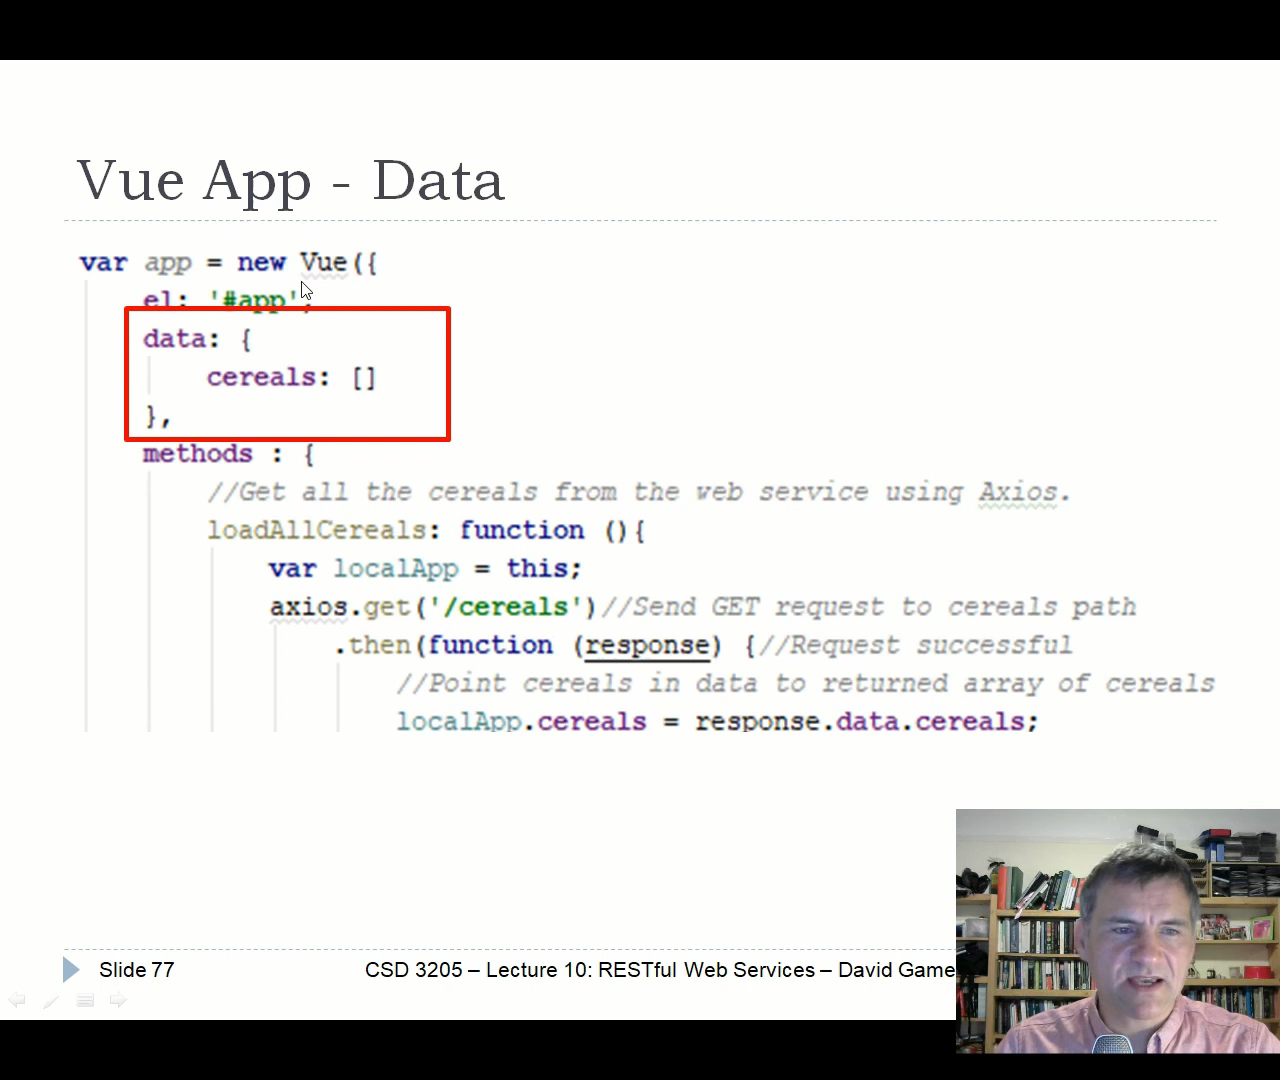 Vue App - Data
var app = new Vue({
el: '#app',
data: {
cereals: []
},
methods : {
//Get all the cereals from the web service using Axios.
loadAllCereals: function (){
var localApp = this;
axios.get('/cereals')//Send GET request to cereals path
.then(function (response) {//Request successful
//Point cereals in data to returned array of cereals
localApp.cereals = response.data.cereals;
Slide 77
CSD 3205 – Lecture 10: RESTful Web Services – David Game